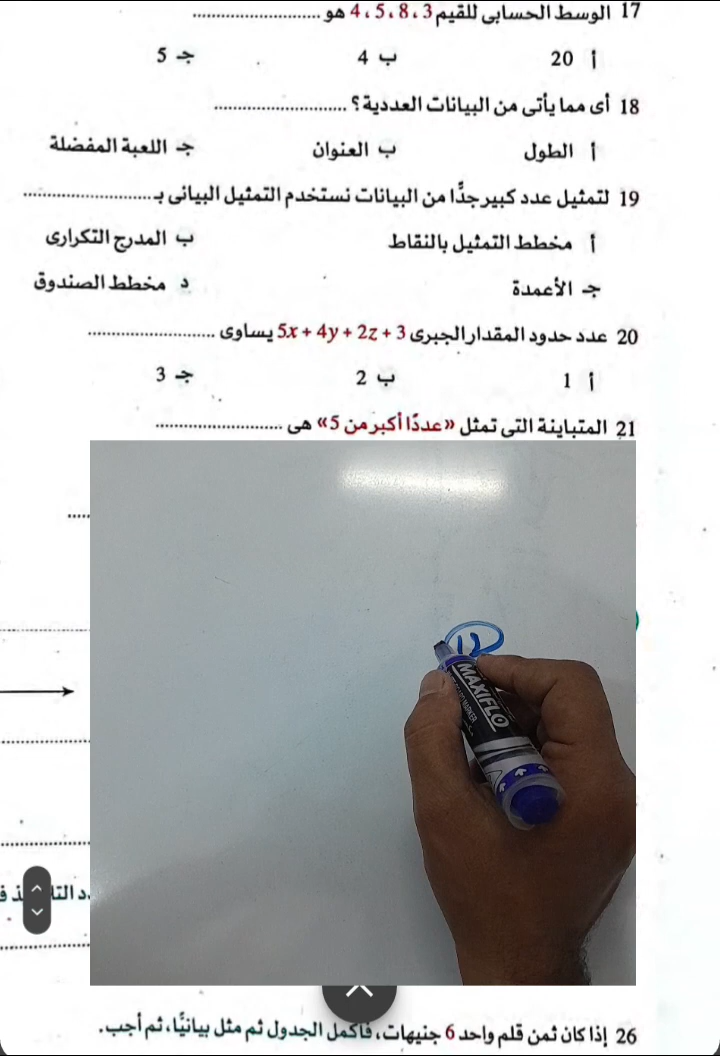 17 الوسط الحسابى للقيم 3 ، 8 ، 5 ، 4 هو ..............................
أ 20 ب 4 جـ 5
18 أى مما يأتى من البيانات العددية؟ ..............................
أ الطول ب العنوان جـ اللعبة المفضلة
19 لتمثيل عدد كبير جدًّا من البيانات نستخدم التمثيل البيانى بـ..............................
أ مخطط التمثيل بالنقاط ب المدرج التكرارى
جـ الأعمدة د مخطط الصندوق
20 عدد حدود المقدار الجبرى 5x + 4y + 2z + 3 يساوى ..............................
أ 1 ب 2 جـ 3
21 المتباينة التى تمثل «عددًا أكبر من 5» هى ..............................
MAXIFLO
26 إذا كان ثمن قلم واحد 6 جنيهات، فأكمل الجدول ثم مثل بيانيًّا، ثم أجب.